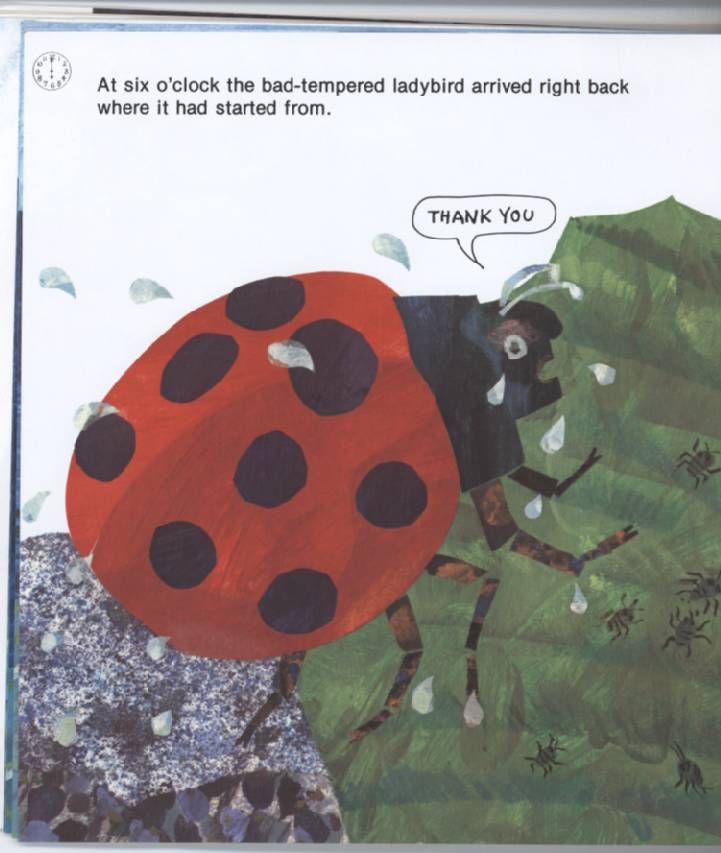 At six o'clock the bad-tempered ladybird arrived right back
where it had started from.
THANK YOU